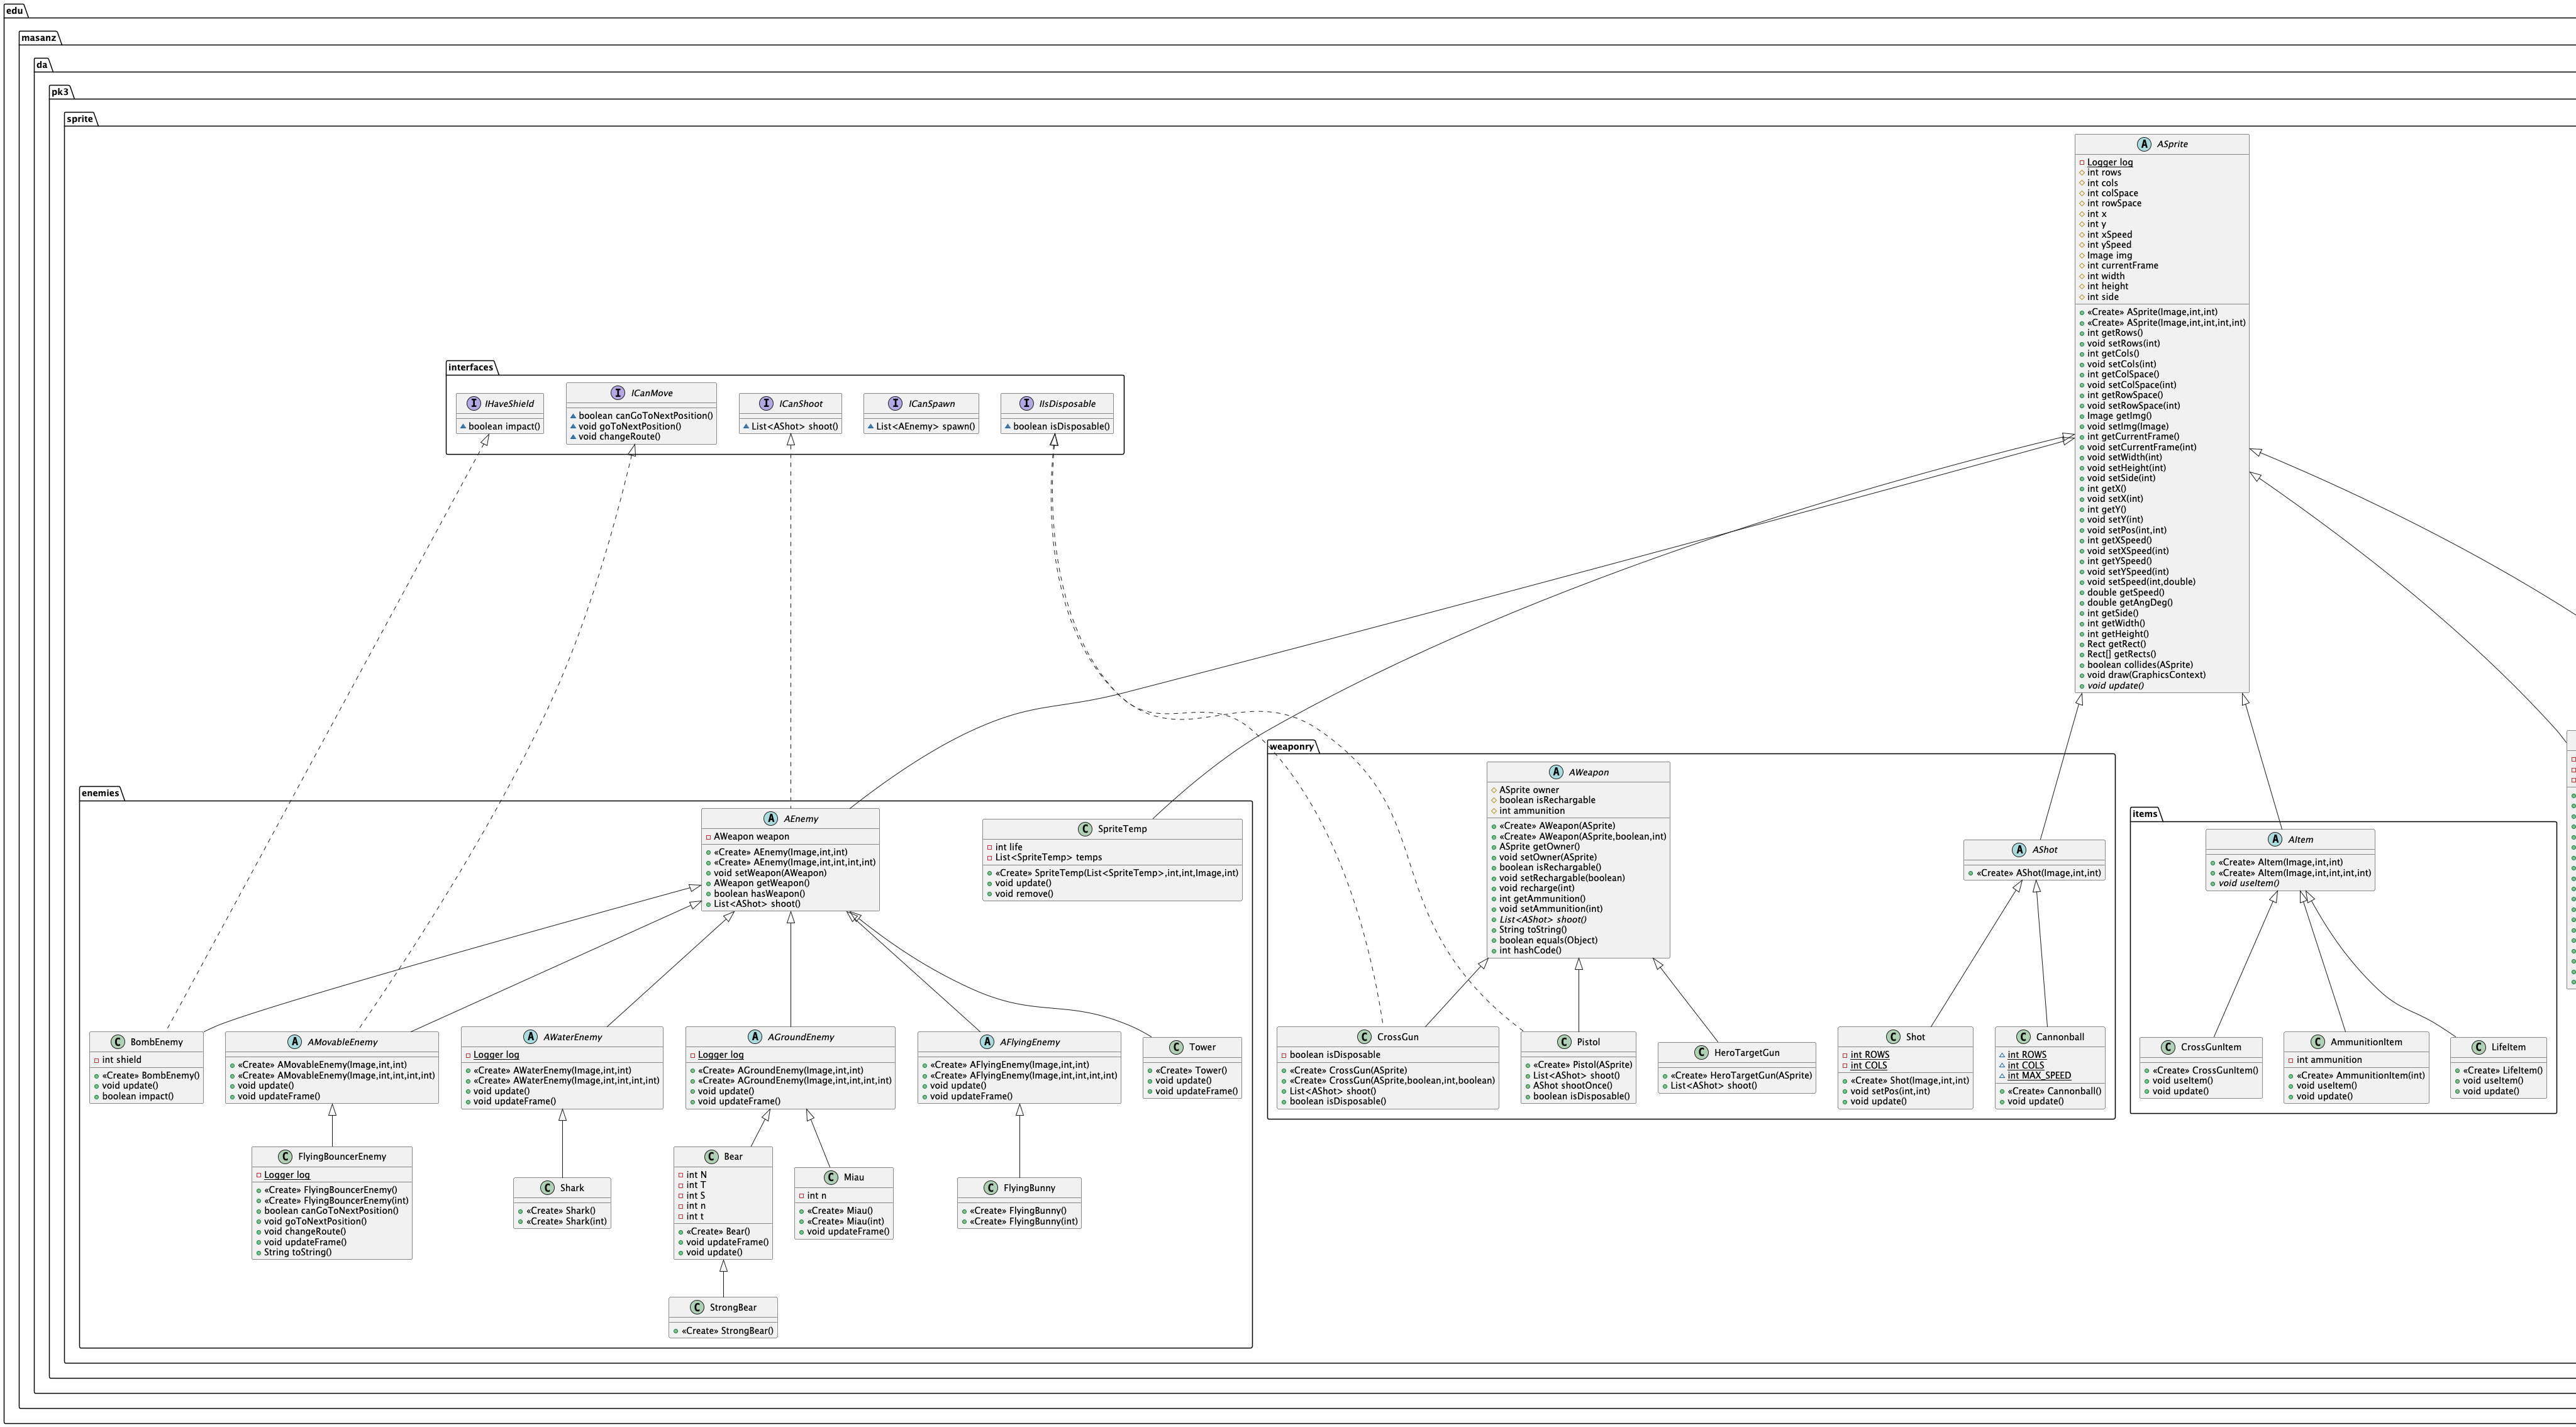 edu
masanz
da
pk3
sprite
ASprite
Logger log
int rows
int cols
int colSpace
int rowSpace
int x
int y
int xSpeed
int ySpeed
Image img
int currentFrame
int width
int height
int side
«Create» ASprite(Image,int,int)
«Create» ASprite(Image,int,int,int,int)
int getRows()
void setRows(int)
int getCols()
void setCols(int)
int getColSpace()
void setColSpace(int)
int getRowSpace()
void setRowSpace(int)
Image getImg()
void setImg(Image)
int getCurrentFrame()
void setCurrentFrame(int)
void setWidth(int)
void setHeight(int)
void setSide(int)
int getX()
void setX(int)
int getY()
void setY(int)
void setPos(int,int)
int getXSpeed()
void setXSpeed(int)
int getYSpeed()
void setYSpeed(int)
void setSpeed(int,double)
double getSpeed()
double getAngDeg()
int getSide()
int getWidth()
int getHeight()
Rect getRect()
Rect[] getRects()
boolean collides(ASprite)
void draw(GraphicsContext)
void update()
interfaces
IHaveShield
boolean impact()
ICanMove
boolean canGoToNextPosition()
void goToNextPosition()
void changeRoute()
ICanShoot
List<AShot> shoot()
ICanSpawn
List<AEnemy> spawn()
IIsDisposable
boolean isDisposable()
enemies
AEnemy
AWeapon weapon
«Create» AEnemy(Image,int,int)
«Create» AEnemy(Image,int,int,int,int)
void setWeapon(AWeapon)
AWeapon getWeapon()
boolean hasWeapon()
List<AShot> shoot()
SpriteTemp
int life
List<SpriteTemp> temps
«Create» SpriteTemp(List<SpriteTemp>,int,int,Image,int)
void update()
void remove()
BombEnemy
int shield
«Create» BombEnemy()
void update()
boolean impact()
AMovableEnemy
«Create» AMovableEnemy(Image,int,int)
«Create» AMovableEnemy(Image,int,int,int,int)
void update()
void updateFrame()
AWaterEnemy
Logger log
«Create» AWaterEnemy(Image,int,int)
«Create» AWaterEnemy(Image,int,int,int,int)
void update()
void updateFrame()
AGroundEnemy
Logger log
«Create» AGroundEnemy(Image,int,int)
«Create» AGroundEnemy(Image,int,int,int,int)
void update()
void updateFrame()
AFlyingEnemy
«Create» AFlyingEnemy(Image,int,int)
«Create» AFlyingEnemy(Image,int,int,int,int)
void update()
void updateFrame()
Tower
«Create» Tower()
void update()
void updateFrame()
FlyingBouncerEnemy
Logger log
«Create» FlyingBouncerEnemy()
«Create» FlyingBouncerEnemy(int)
boolean canGoToNextPosition()
void goToNextPosition()
void changeRoute()
void updateFrame()
String toString()
Shark
«Create» Shark()
«Create» Shark(int)
Bear
int N
int T
int S
int n
int t
«Create» Bear()
void updateFrame()
void update()
Miau
int n
«Create» Miau()
«Create» Miau(int)
void updateFrame()
FlyingBunny
«Create» FlyingBunny()
«Create» FlyingBunny(int)
StrongBear
«Create» StrongBear()
weaponry
AWeapon
ASprite owner
boolean isRechargable
int ammunition
«Create» AWeapon(ASprite)
«Create» AWeapon(ASprite,boolean,int)
ASprite getOwner()
void setOwner(ASprite)
boolean isRechargable()
void setRechargable(boolean)
void recharge(int)
int getAmmunition()
void setAmmunition(int)
List<AShot> shoot()
String toString()
boolean equals(Object)
int hashCode()
AShot
«Create» AShot(Image,int,int)
CrossGun
boolean isDisposable
«Create» CrossGun(ASprite)
«Create» CrossGun(ASprite,boolean,int,boolean)
List<AShot> shoot()
boolean isDisposable()
Pistol
«Create» Pistol(ASprite)
List<AShot> shoot()
AShot shootOnce()
boolean isDisposable()
HeroTargetGun
«Create» HeroTargetGun(ASprite)
List<AShot> shoot()
Shot
int ROWS
int COLS
«Create» Shot(Image,int,int)
void setPos(int,int)
void update()
Cannonball
int ROWS
int COLS
int MAX_SPEED
«Create» Cannonball()
void update()
items
AItem
«Create» AItem(Image,int,int)
«Create» AItem(Image,int,int,int,int)
void useItem()
CrossGunItem
«Create» CrossGunItem()
void useItem()
void update()
AmmunitionItem
int ammunition
«Create» AmmunitionItem(int)
void useItem()
void update()
LifeItem
«Create» LifeItem()
void useItem()
void update()